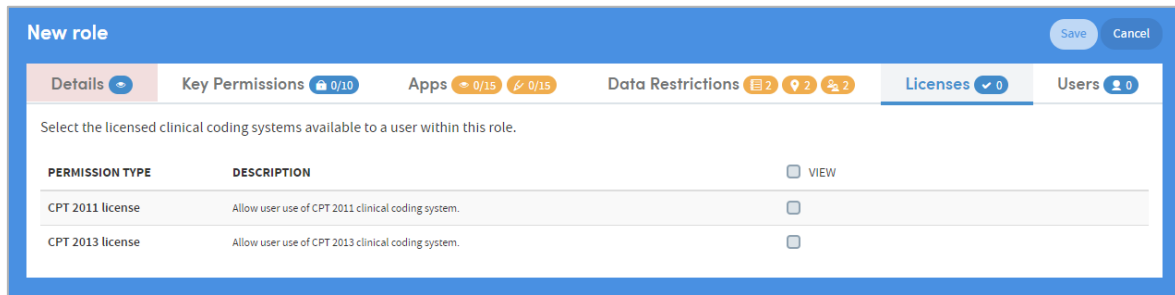 New role
Save Cancel
Details Key Permissions 0/10 Apps 0/15 0/15 Data Restrictions 2 2 2 Licenses 0 Users 0
Select the licensed clinical coding systems available to a user within this role.
PERMISSION TYPE DESCRIPTION VIEW
CPT 2011 license Allow user use of CPT 2011 clinical coding system.
CPT 2013 license Allow user use of CPT 2013 clinical coding system.